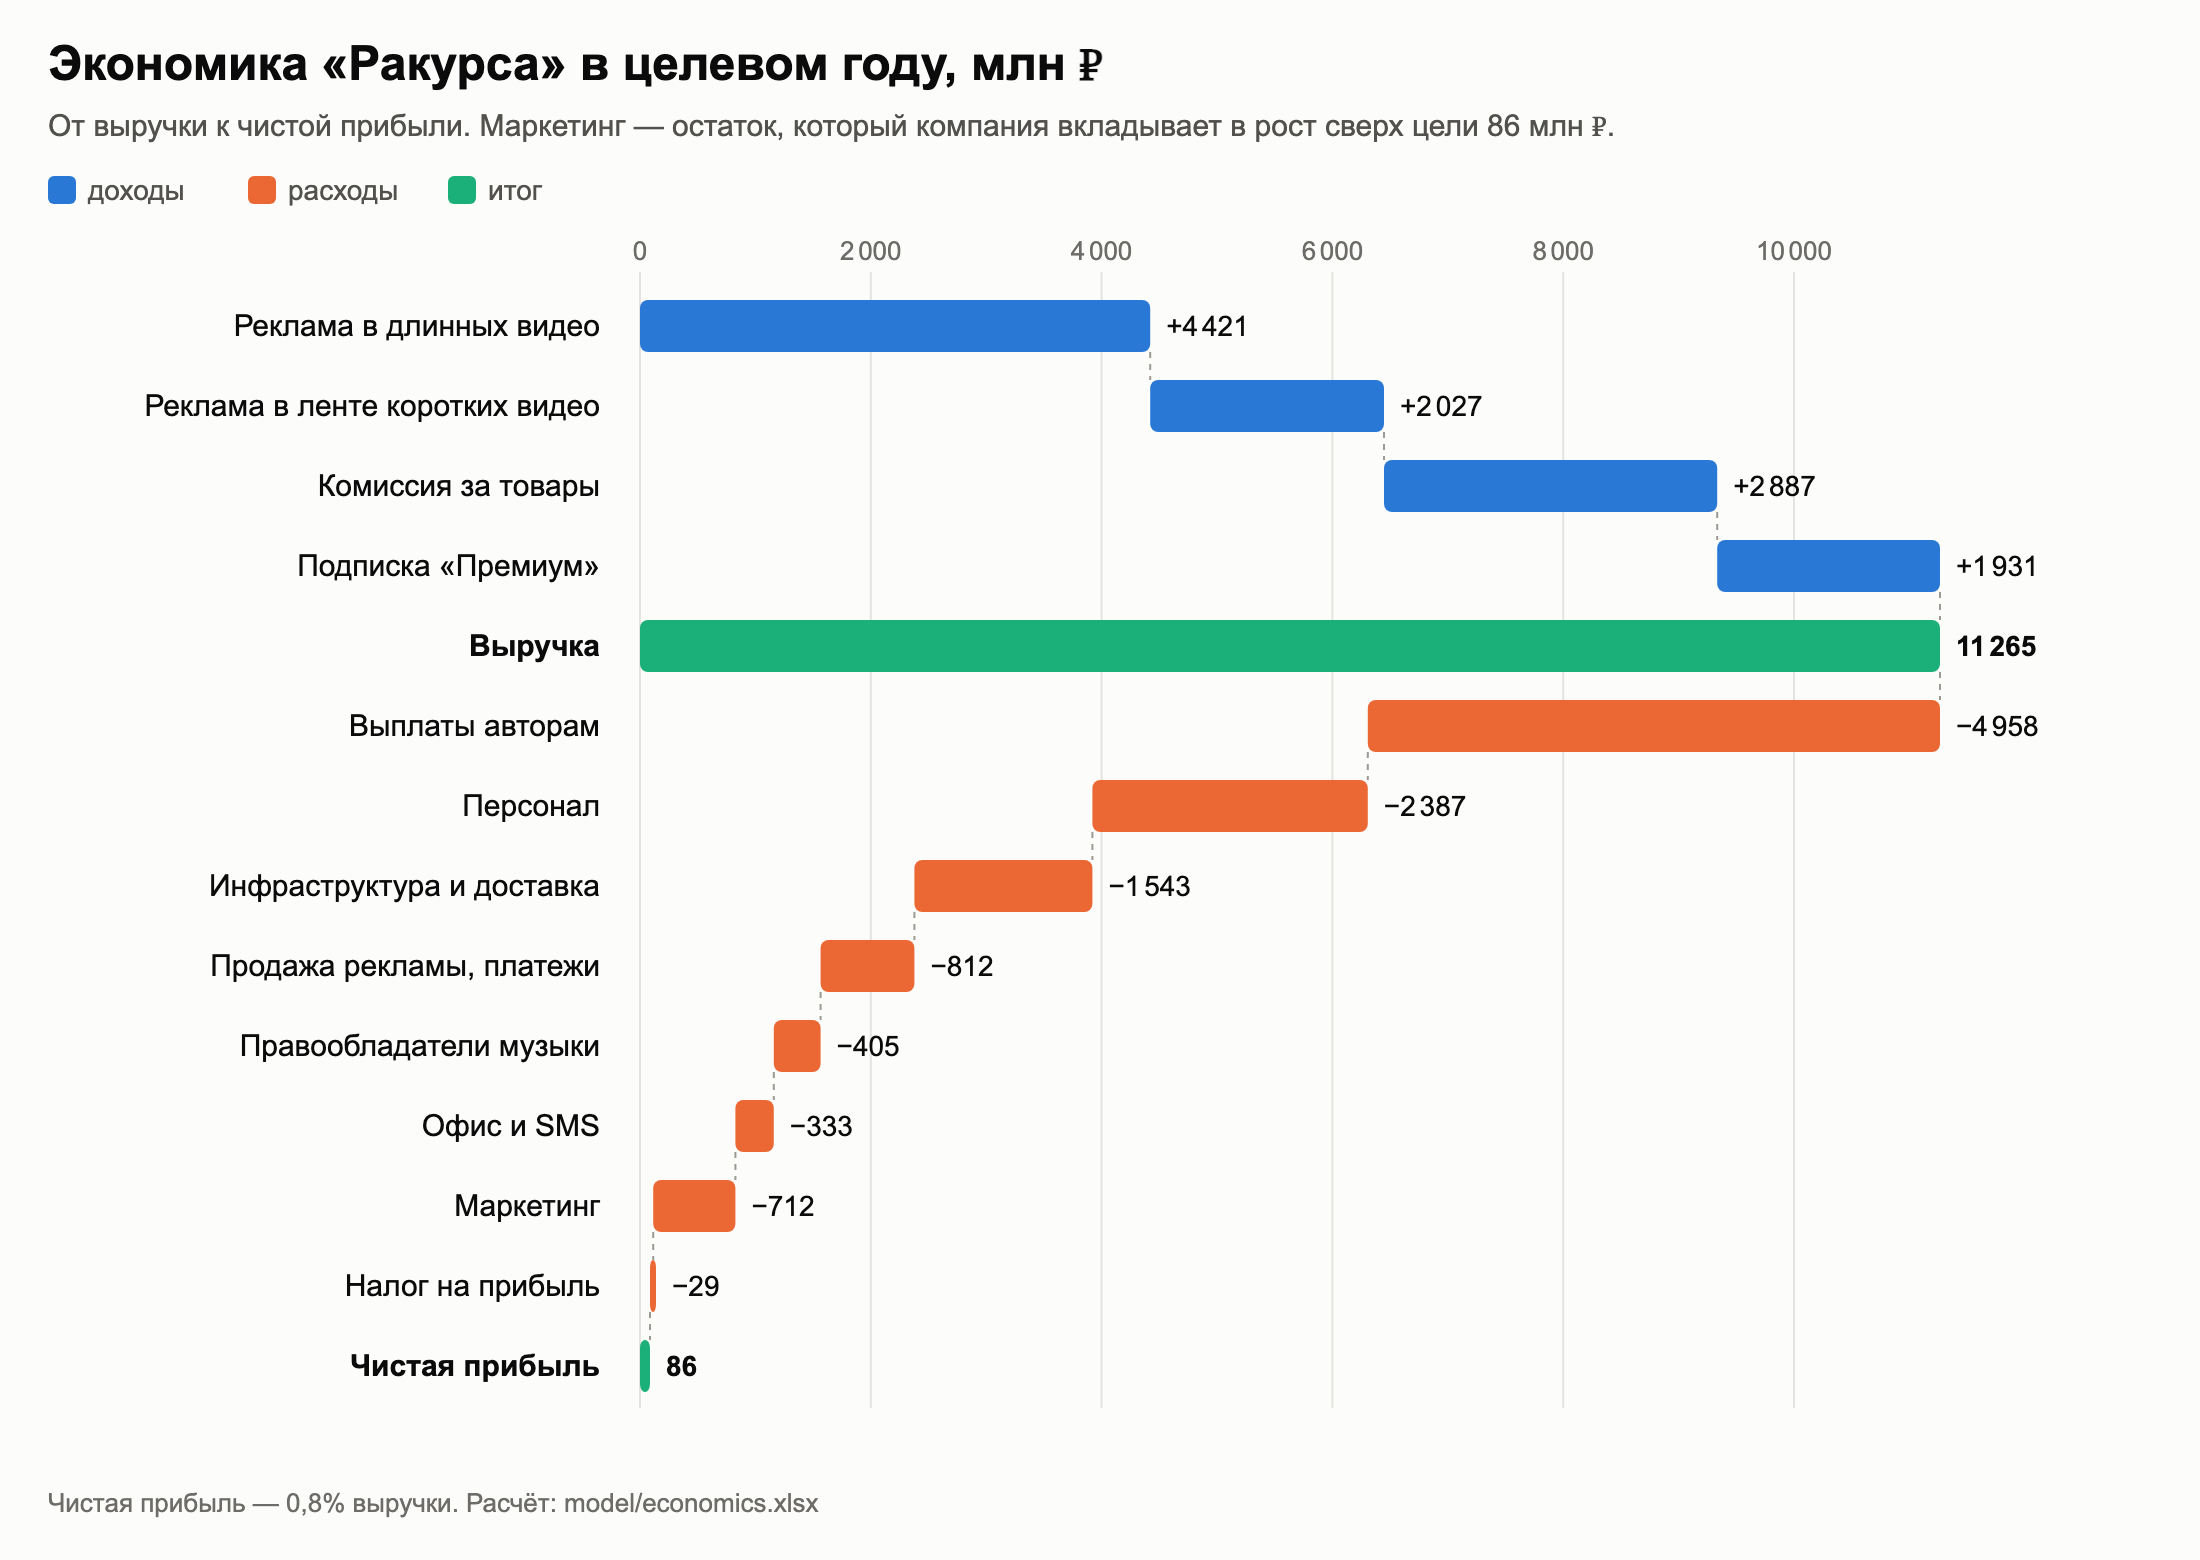 Экономика «Ракурса» в целевом году, млн ₽
От выручки к чистой прибыли. Маркетинг — остаток, который компания вкладывает в рост сверх цели 86 млн ₽.
доходы расходы итог
0 2 000 4 000 6 000 8 000 10 000
Реклама в длинных видео +4 421
Реклама в ленте коротких видео +2 027
Комиссия за товары +2 887
Подписка «Премиум» +1 931
Выручка 11 265
Выплаты авторам −4 958
Персонал −2 387
Инфраструктура и доставка −1 543
Продажа рекламы, платежи −812
Правообладатели музыки −405
Офис и SMS −333
Маркетинг −712
Налог на прибыль −29
Чистая прибыль 86
Чистая прибыль — 0,8% выручки. Расчёт: model/economics.xlsx